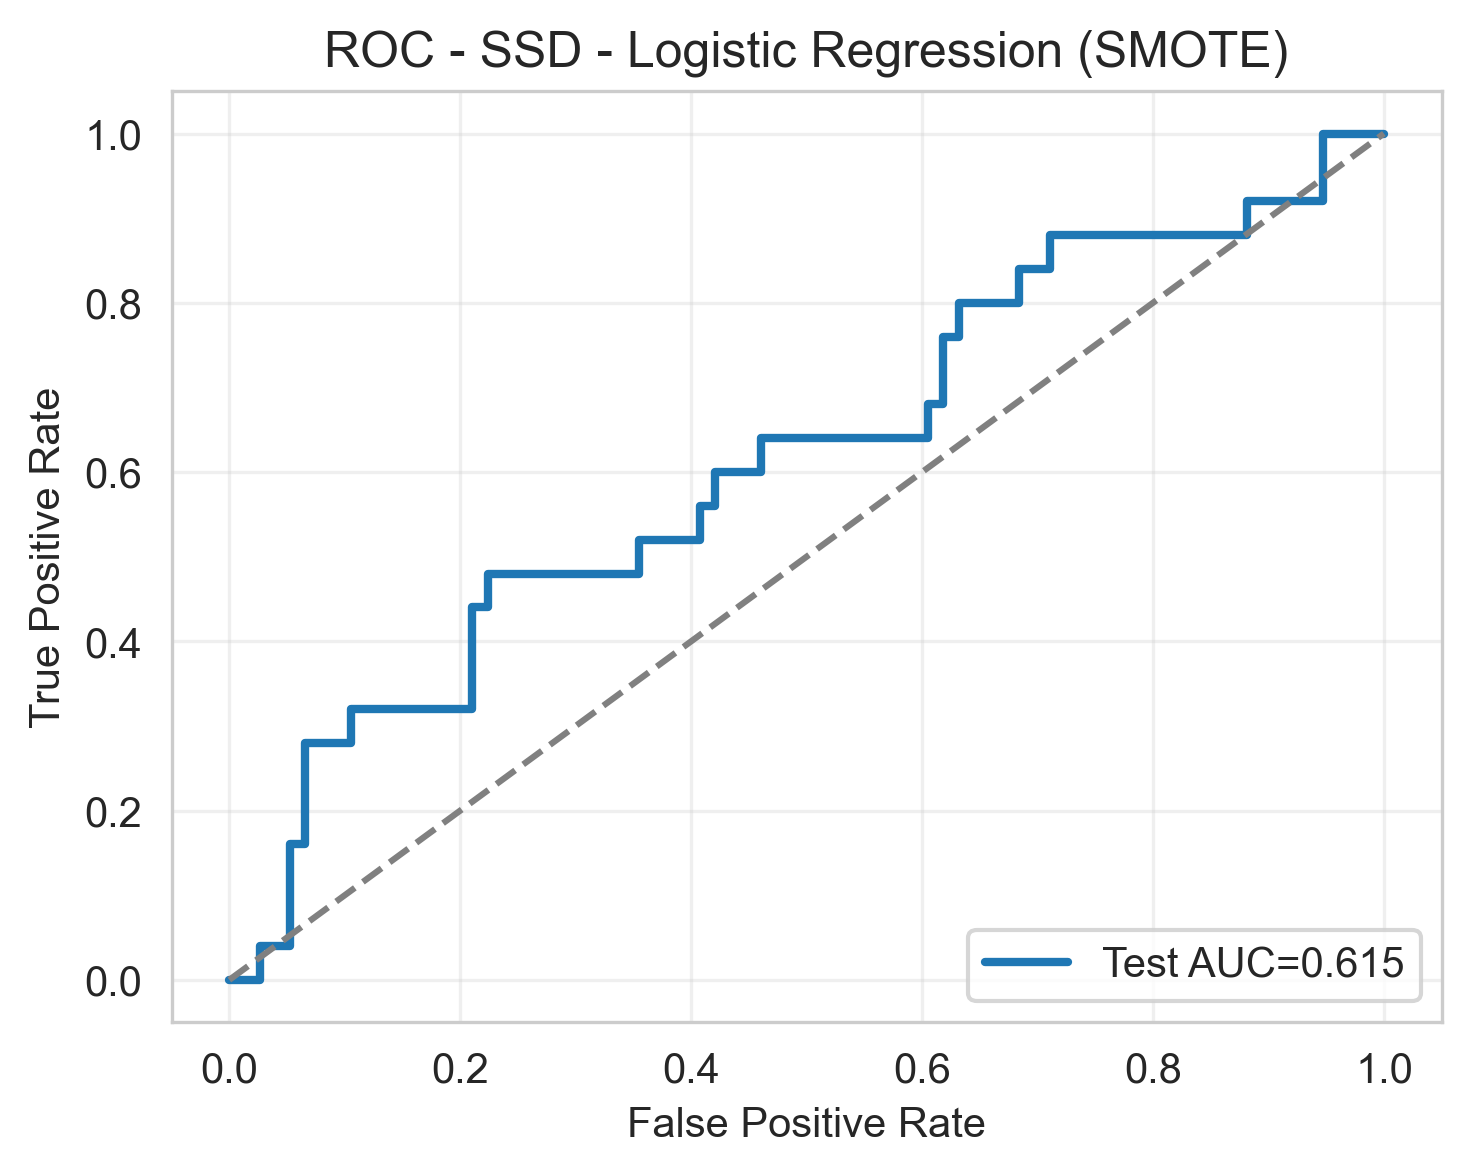 ROC - SSD - Logistic Regression (SMOTE)
True Positive Rate
1.0
0.8
0.6
0.4
0.2
0.0
Test AUC=0.615
0.0 0.2 0.4 0.6 0.8 1.0
False Positive Rate